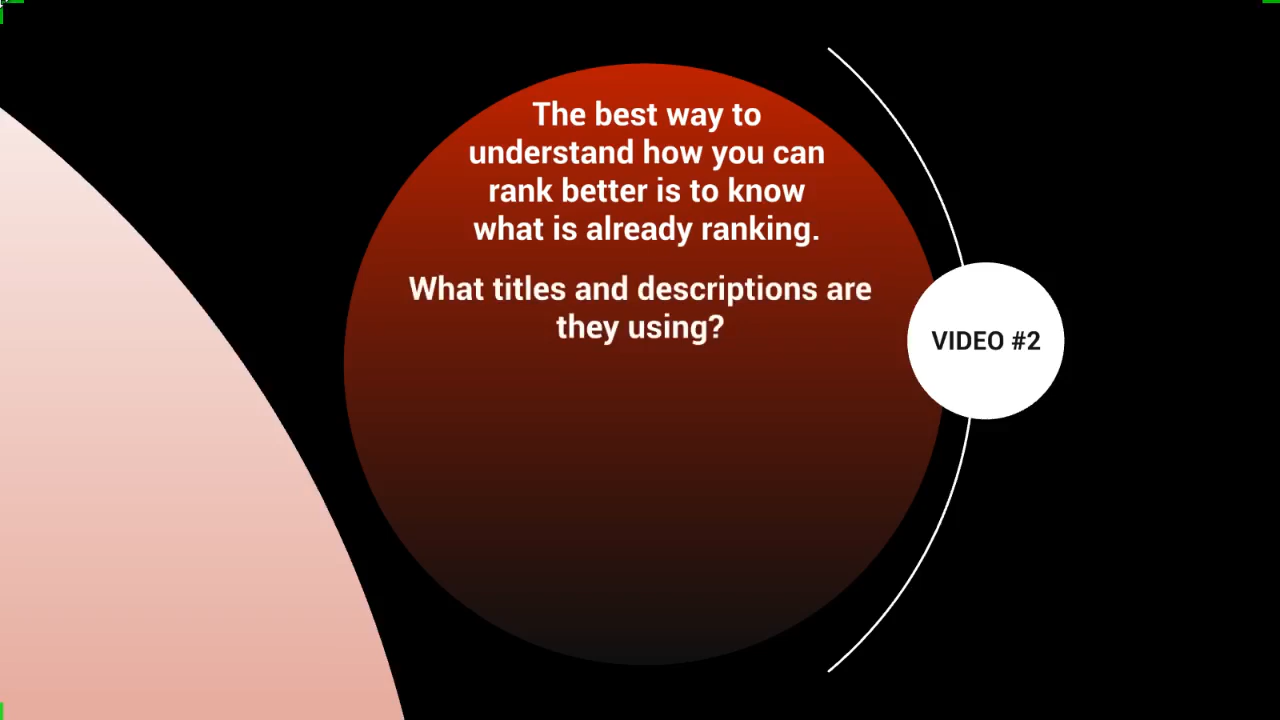 The best way to
understand how you can
rank better is to know
what is already ranking.
What titles and descriptions are
they using?
VIDEO #2